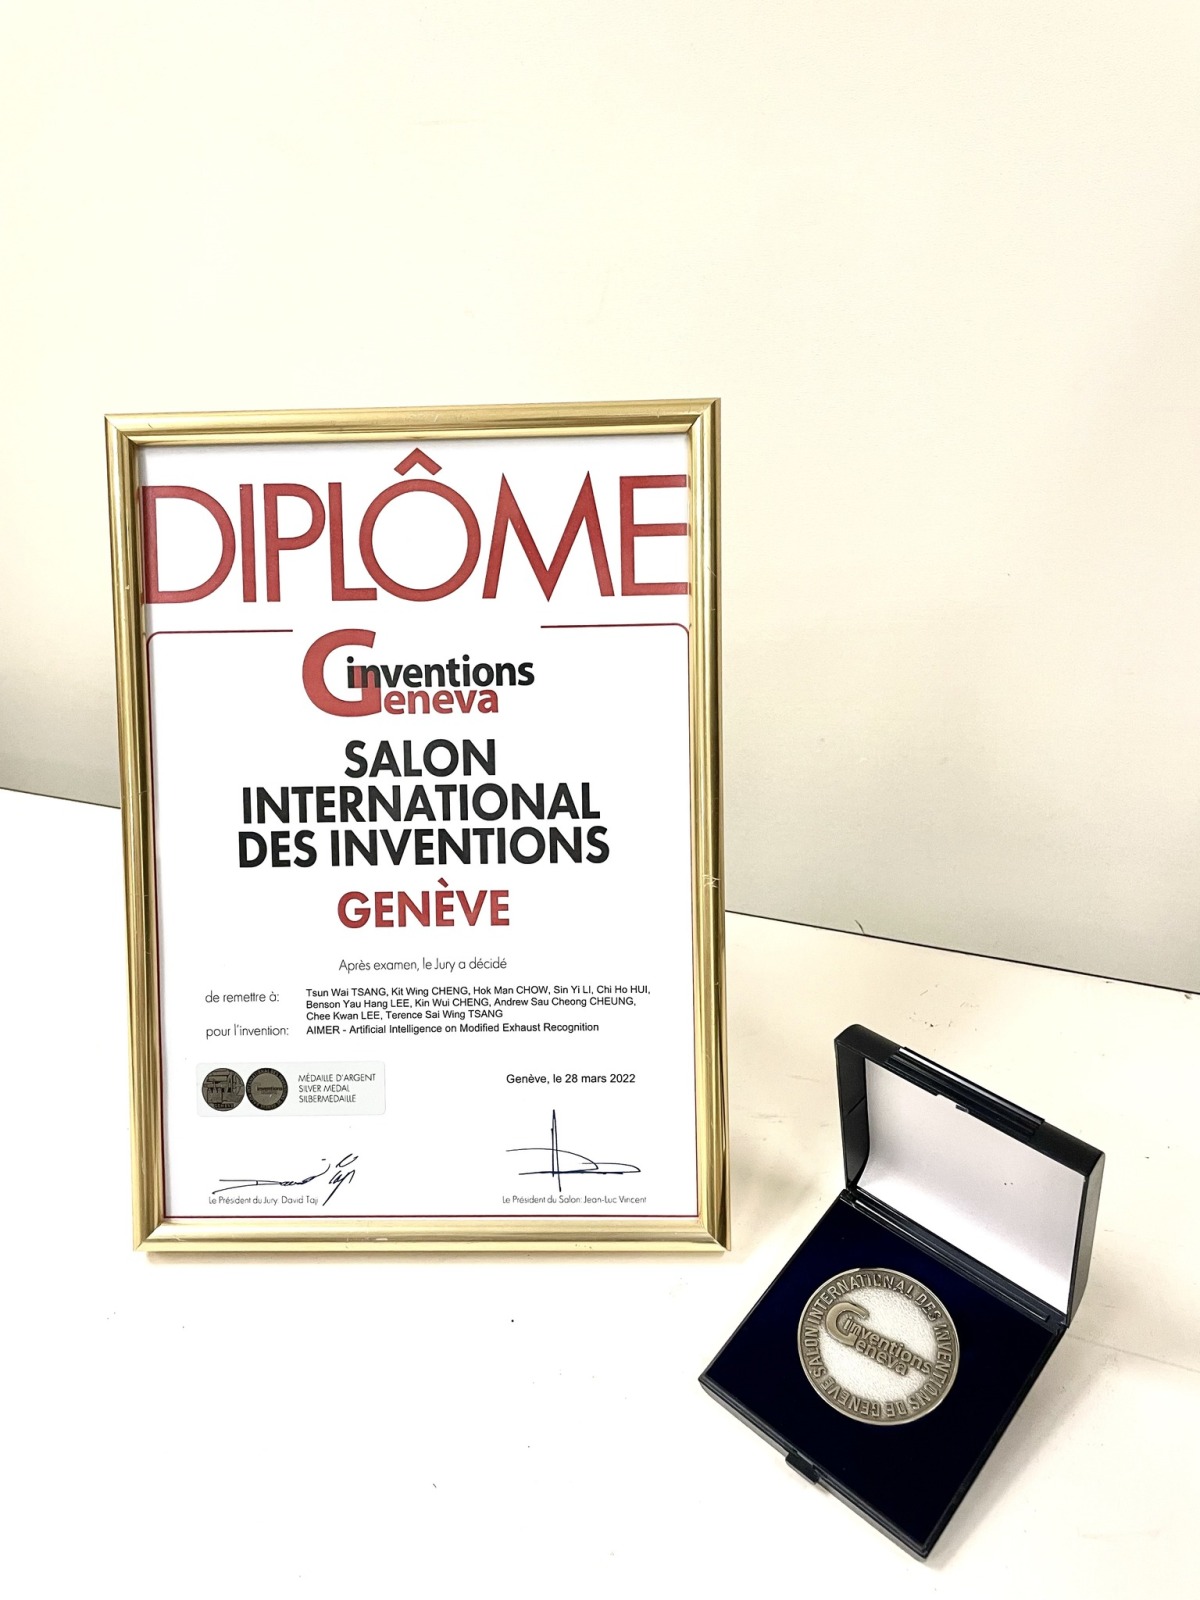 DIPLÔME
inventions
Geneva
SALON
INTERNATIONAL
DES INVENTIONS
GENÈVE
Après examen, le Jury a décidé
de remettre à: Tsun Wai TSANG, Kit Wing CHENG, Hok Man CHOW, Sin Yi LI, Chi Ho HUI,
Benson Yau Hang LEE, Kin Wui CHENG, Andrew Sau Cheong CHEUNG,
Chee Kwan LEE, Terence Sai Wing TSANG
pour l'invention: AIMER - Artificial Intelligence on Modified Exhaust Recognition
MÉDAILLE D'ARGENT
SILVER MEDAL
SILBERMEDAILLE
Genève, le 28 mars 2022
Le Président du Jury: David Taji
Le Président du Salon: Jean-Luc Vincent
SALON INTERNATIONAL DES INVENTIONS DE GENEVE
inventions
Geneva